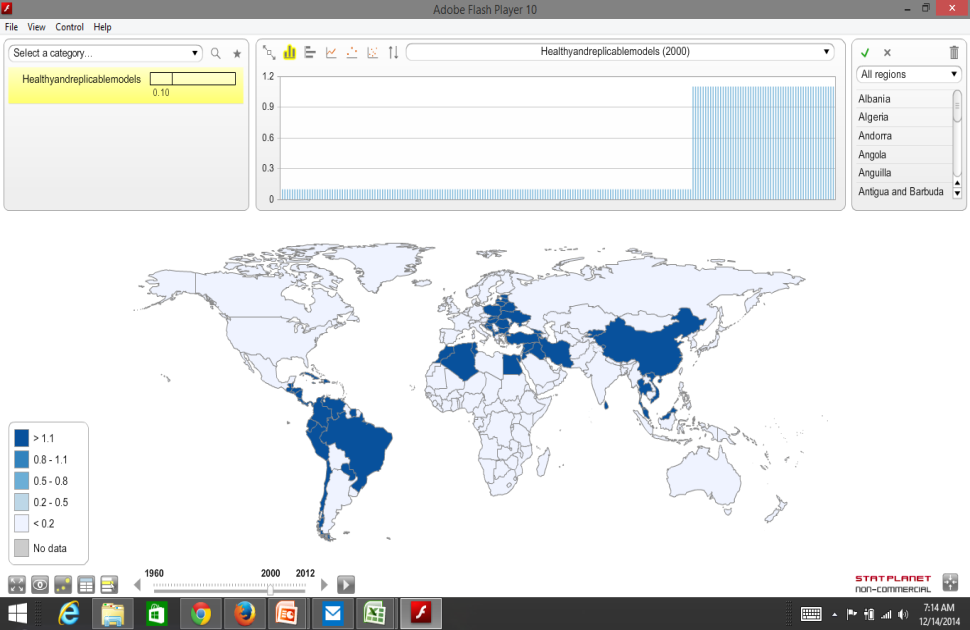 Adobe Flash Player 10
File View Control Help
Select a category...
Healthyandreplicablemodels
0.10
Healthyandreplicablemodels (2000)
1.2
0.9
0.6
0.3
0
All regions
Albania
Algeria
Andorra
Angola
Anguilla
Antigua and Barbuda
> 1.1
0.8 - 1.1
0.5 - 0.8
0.2 - 0.5
< 0.2
No data
1960 2000 2012
STATPLANET
NON-COMMERCIAL
7:14 AM
12/14/2014